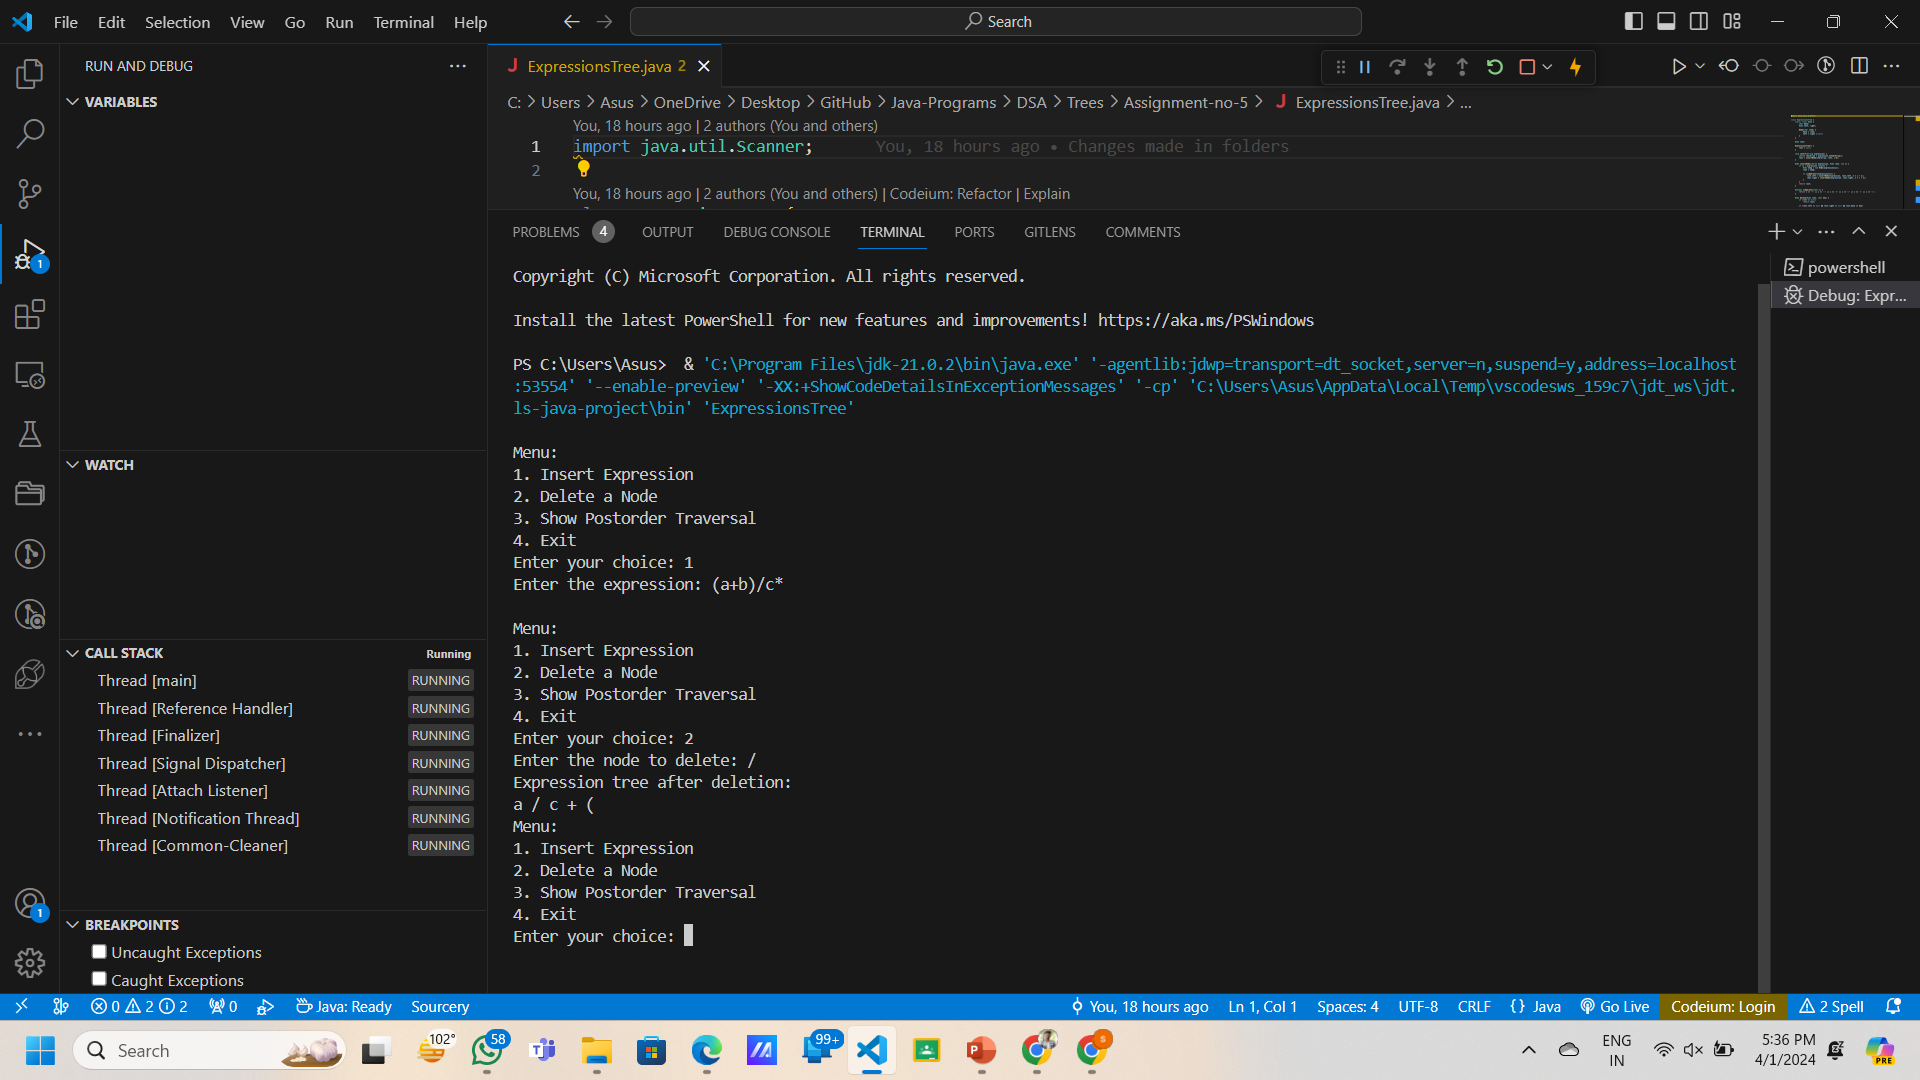 File Edit Selection View Go Run Terminal Help
Search
RUN AND DEBUG
VARIABLES
WATCH
CALL STACK Running
Thread [main] RUNNING
Thread [Reference Handler] RUNNING
Thread [Finalizer] RUNNING
Thread [Signal Dispatcher] RUNNING
Thread [Attach Listener] RUNNING
Thread [Notification Thread] RUNNING
Thread [Common-Cleaner] RUNNING
BREAKPOINTS
Uncaught Exceptions
Caught Exceptions
1
1
J ExpressionsTree.java 2
C: > Users > Asus > OneDrive > Desktop > GitHub > Java-Programs > DSA > Trees > Assignment-no-5 > J ExpressionsTree.java > ...
You, 18 hours ago | 2 authors (You and others)
1 import java.util.Scanner; You, 18 hours ago • Changes made in folders
2
You, 18 hours ago | 2 authors (You and others) | Codeium: Refactor | Explain
PROBLEMS 4 OUTPUT DEBUG CONSOLE TERMINAL PORTS GITLENS COMMENTS
powershell
Debug: Expr...
Copyright (C) Microsoft Corporation. All rights reserved.
Install the latest PowerShell for new features and improvements! https://aka.ms/PSWindows
PS C:\Users\Asus>  & 'C:\Program Files\jdk-21.0.2\bin\java.exe' '-agentlib:jdwp=transport=dt_socket,server=n,suspend=y,address=localhost
:53554' '--enable-preview' '-XX:+ShowCodeDetailsInExceptionMessages' '-cp' 'C:\Users\Asus\AppData\Local\Temp\vscodesws_159c7\jdt_ws\jdt.
ls-java-project\bin' 'ExpressionsTree'
Menu:
1. Insert Expression
2. Delete a Node
3. Show Postorder Traversal
4. Exit
Enter your choice: 1
Enter the expression: (a+b)/c*
Menu:
1. Insert Expression
2. Delete a Node
3. Show Postorder Traversal
4. Exit
Enter your choice: 2
Enter the node to delete: /
Expression tree after deletion:
a / c + (
Menu:
1. Insert Expression
2. Delete a Node
3. Show Postorder Traversal
4. Exit
Enter your choice:
0 2 2 0 Java: Ready Sourcery You, 18 hours ago Ln 1, Col 1 Spaces: 4 UTF-8 CRLF {} Java Go Live Codeium: Login 2 Spell
Search 102° 58 99+ ENG IN 5:36 PM 4/1/2024 PRE